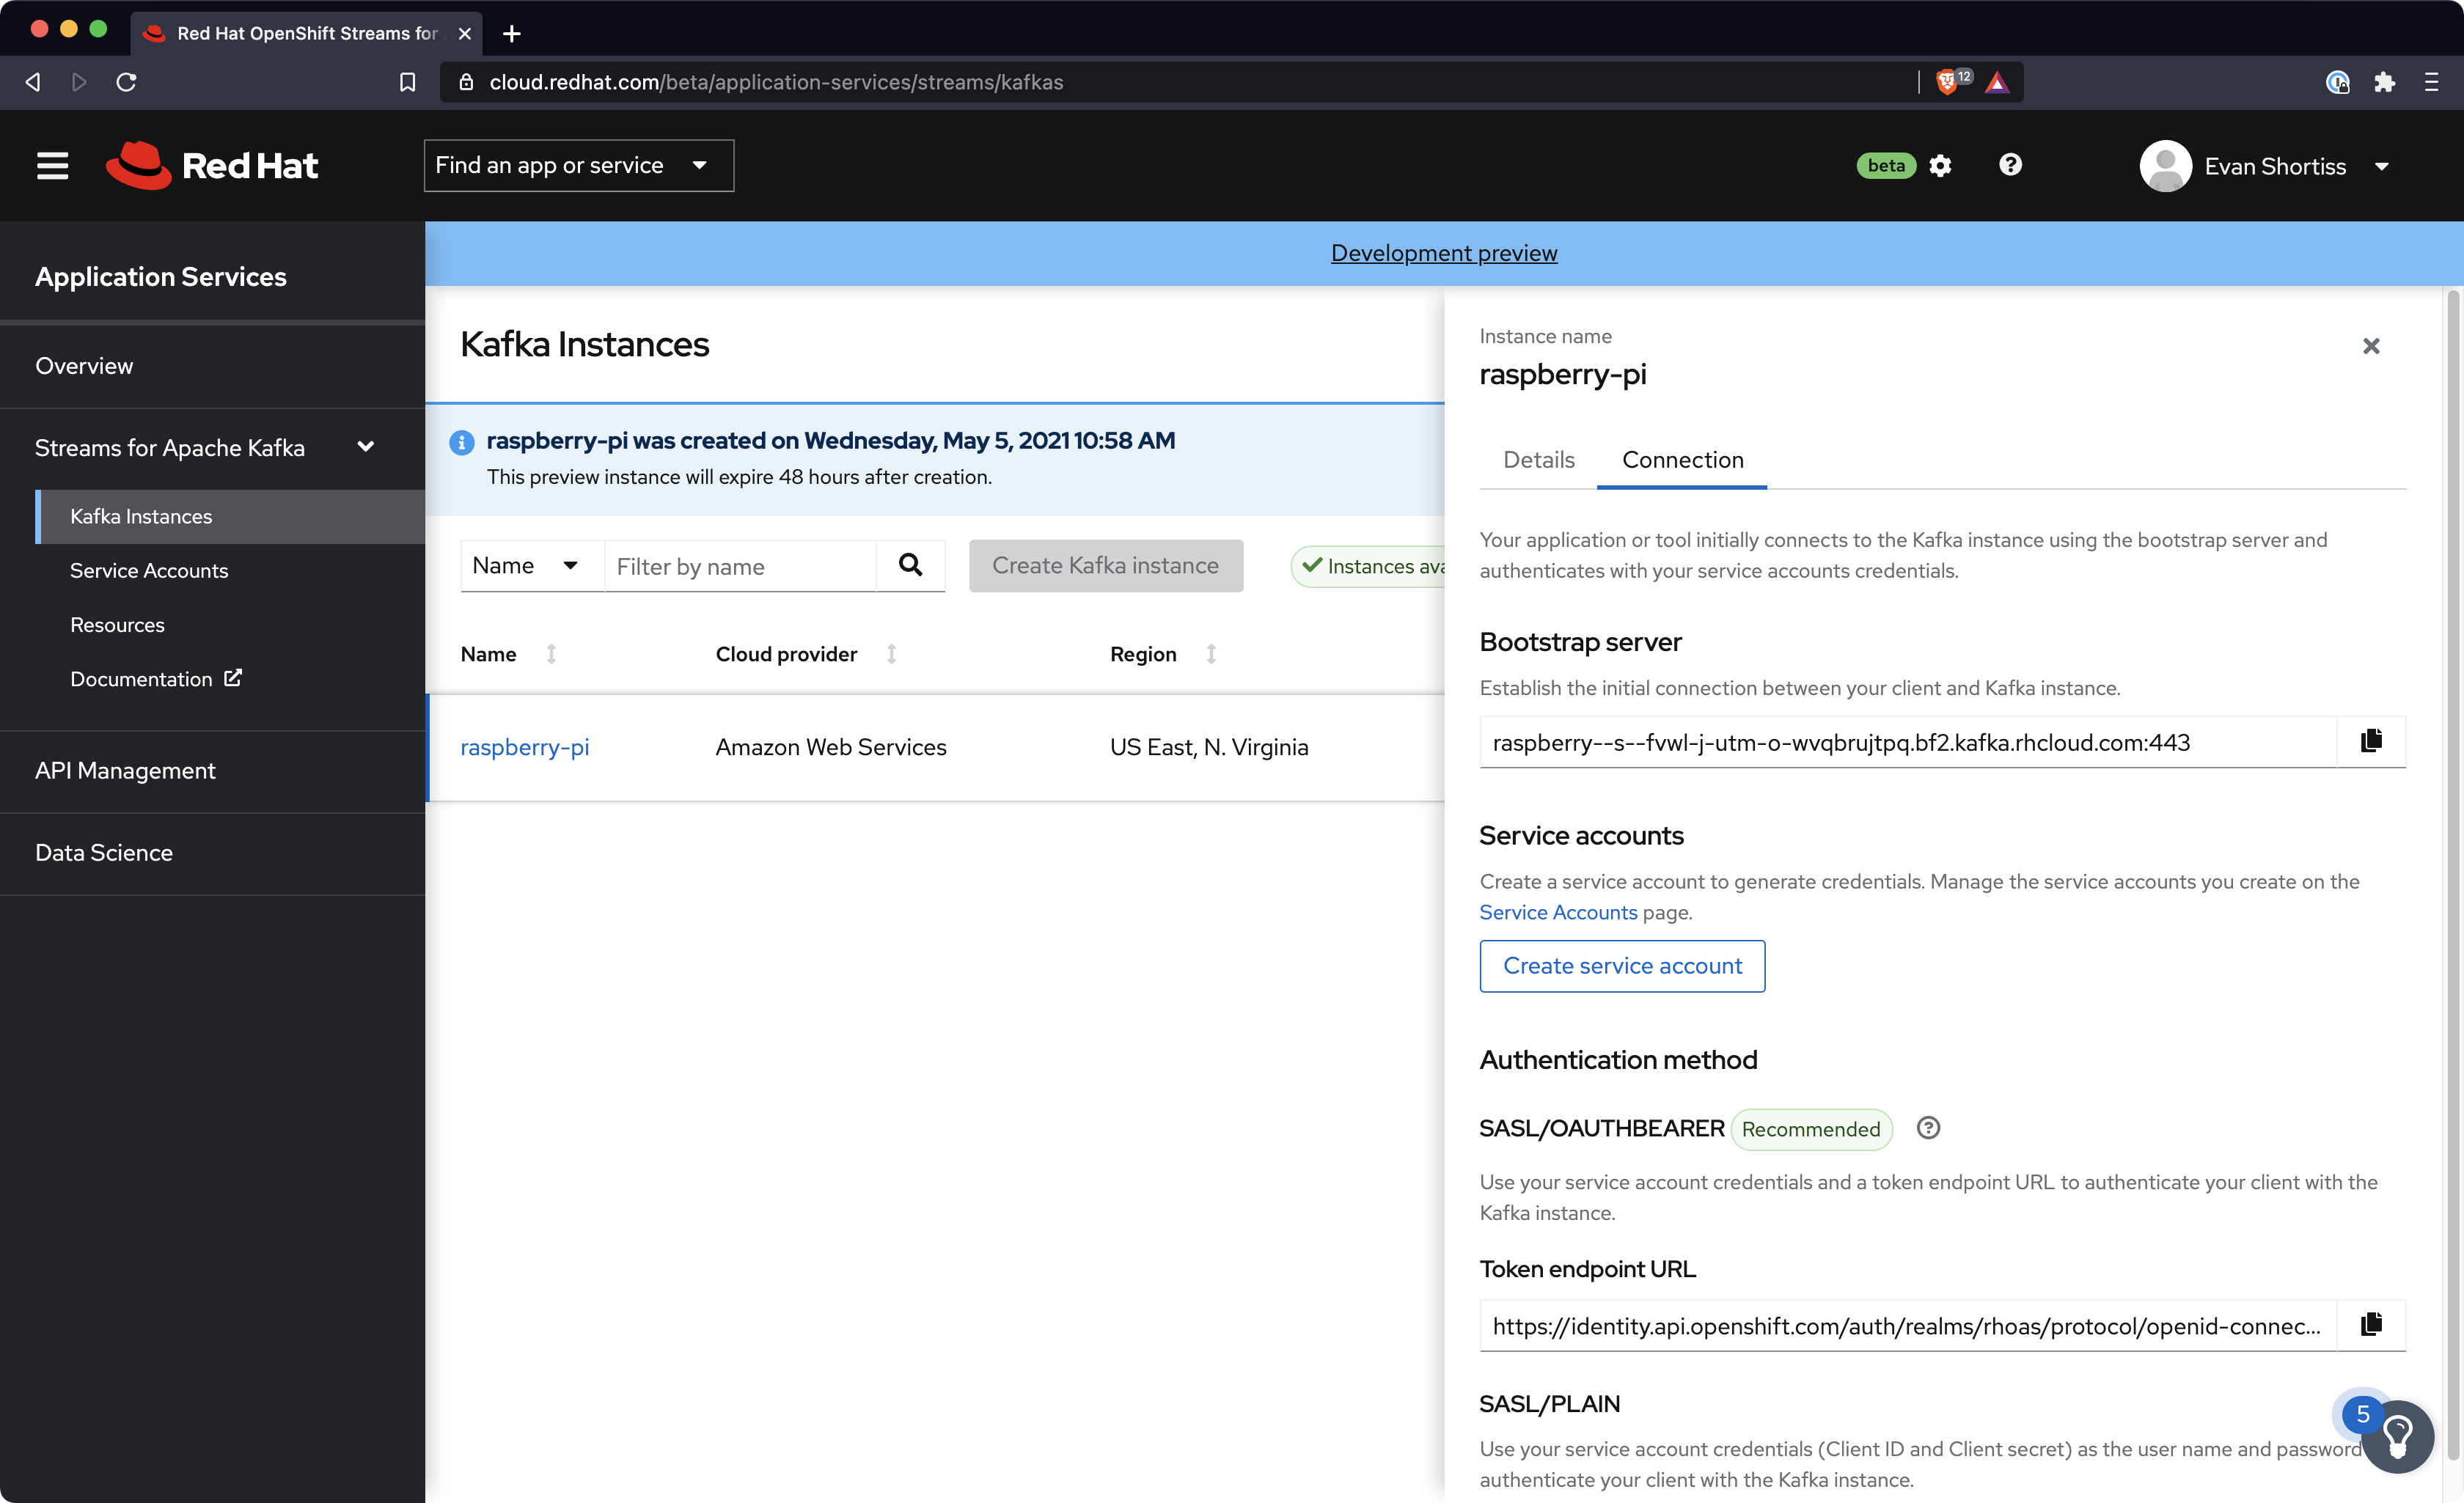 Red Hat OpenShift Streams for
cloud.redhat.com/beta/application-services/streams/kafkas
12
Red Hat
Find an app or service
beta
Evan Shortiss
Application Services
Overview
Streams for Apache Kafka
Kafka Instances
Service Accounts
Resources
Documentation
API Management
Data Science
Development preview
Kafka Instances
raspberry-pi was created on Wednesday, May 5, 2021 10:58 AM
This preview instance will expire 48 hours after creation.
Name
Filter by name
Create Kafka instance
Instances ava
Name
Cloud provider
Region
raspberry-pi
Amazon Web Services
US East, N. Virginia
Instance name
raspberry-pi
Details
Connection
Your application or tool initially connects to the Kafka instance using the bootstrap server and
authenticates with your service accounts credentials.
Bootstrap server
Establish the initial connection between your client and Kafka instance.
raspberry--s--fvwl-j-utm-o-wvqbrujtpq.bf2.kafka.rhcloud.com:443
Service accounts
Create a service account to generate credentials. Manage the service accounts you create on the
Service Accounts page.
Create service account
Authentication method
SASL/OAUTHBEARER Recommended
Use your service account credentials and a token endpoint URL to authenticate your client with the
Kafka instance.
Token endpoint URL
https://identity.api.openshift.com/auth/realms/rhoas/protocol/openid-connec...
SASL/PLAIN
5
Use your service account credentials (Client ID and Client secret) as the user name and password
authenticate your client with the Kafka instance.